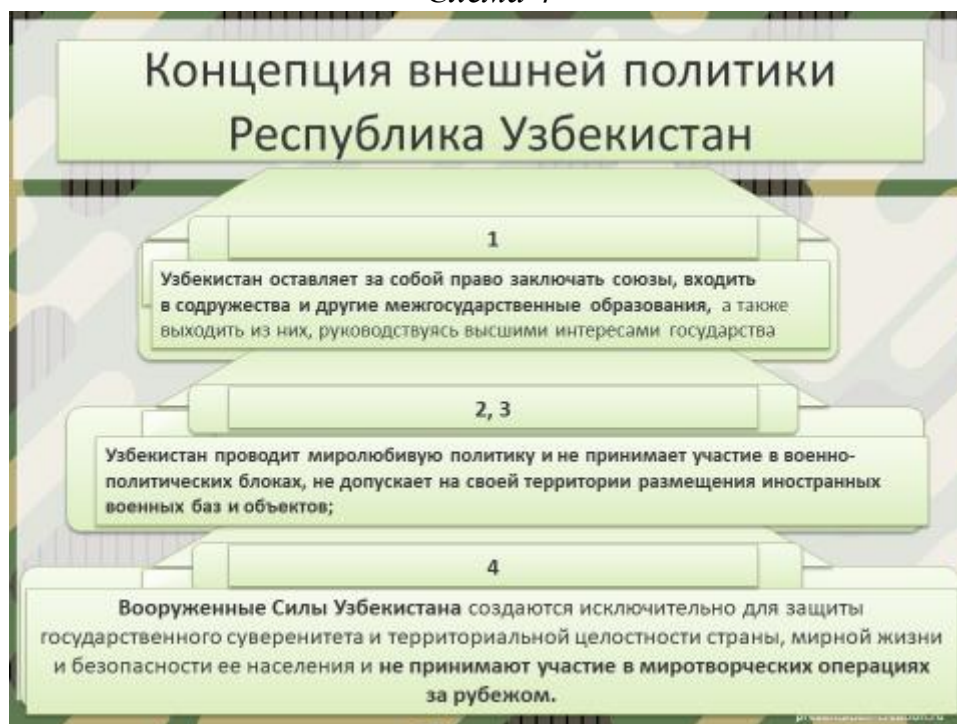 Концепция внешней политики
Республика Узбекистан
1
Узбекистан оставляет за собой право заключать союзы, входить
в содружества и другие межгосударственные образования, а также
выходить из них, руководствуясь высшими интересами государства
2, 3
Узбекистан проводит миролюбивую политику и не принимает участие в военно-
политических блоках, не допускает на своей территории размещения иностранных
военных баз и объектов;
4
Вооруженные Силы Узбекистана создаются исключительно для защиты
государственного суверенитета и территориальной целостности страны, мирной жизни
и безопасности ее населения и не принимают участие в миротворческих операциях
за рубежом.